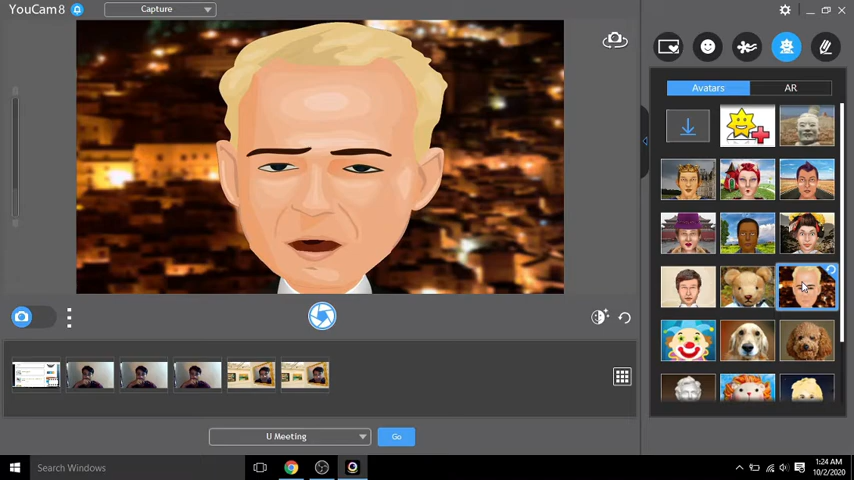 YouCam 8
Capture
Avatars
AR
U Meeting
Go
Search Windows
1:24 AM
10/2/2020